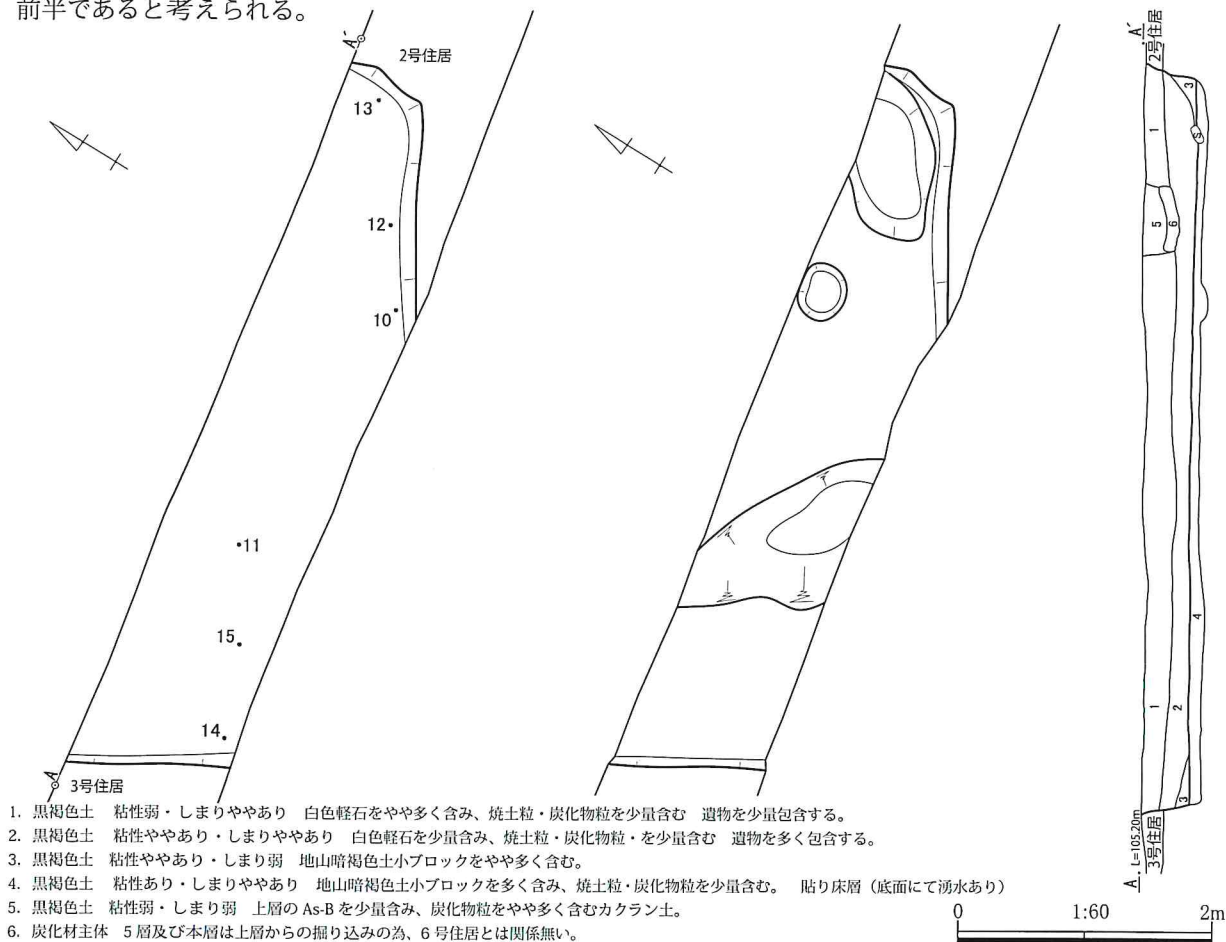 前半であると考えられる。
A´
2号住居
13
12
10
11
15
14
A
3号住居
A´
2号住居
3
S
1
5
6
4
1
2
3
A
L=105.20m
3号住居
1. 黒褐色土 粘性弱・しまりややあり 白色軽石をやや多く含み、焼土粒・炭化物粒を少量含む 遺物を少量包含する。
2. 黒褐色土 粘性ややあり・しまりややあり 白色軽石を少量含み、焼土粒・炭化物粒・を少量含む 遺物を多く包含する。
3. 黒褐色土 粘性ややあり・しまり弱 地山暗褐色土小ブロックをやや多く含む。
4. 黒褐色土 粘性あり・しまりややあり 地山暗褐色土小ブロックを多く含み、焼土粒・炭化物粒を少量含む。 貼り床層（底面にて湧水あり）
5. 黒褐色土 粘性弱・しまり弱 上層の As-B を少量含み、炭化物粒をやや多く含むカクラン土。
6. 炭化材主体 5層及び本層は上層からの掘り込みの為、6号住居とは関係無い。
0 1:60 2m